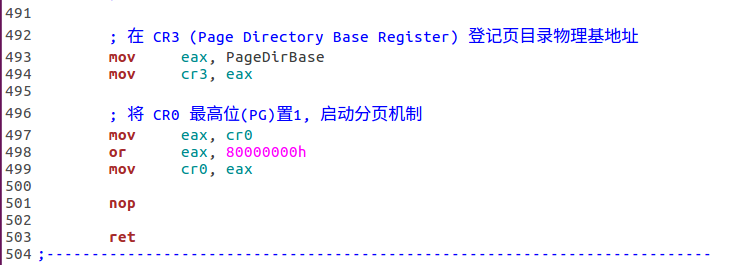 491
492 ; 在 CR3 (Page Directory Base Register) 登记页目录物理基地址
493 mov eax, PageDirBase
494 mov cr3, eax
495
496 ; 将 CR0 最高位(PG)置1, 启动分页机制
497 mov eax, cr0
498 or eax, 80000000h
499 mov cr0, eax
500
501 nop
502
503 ret
504 ;--------------------------------------------------------------------------